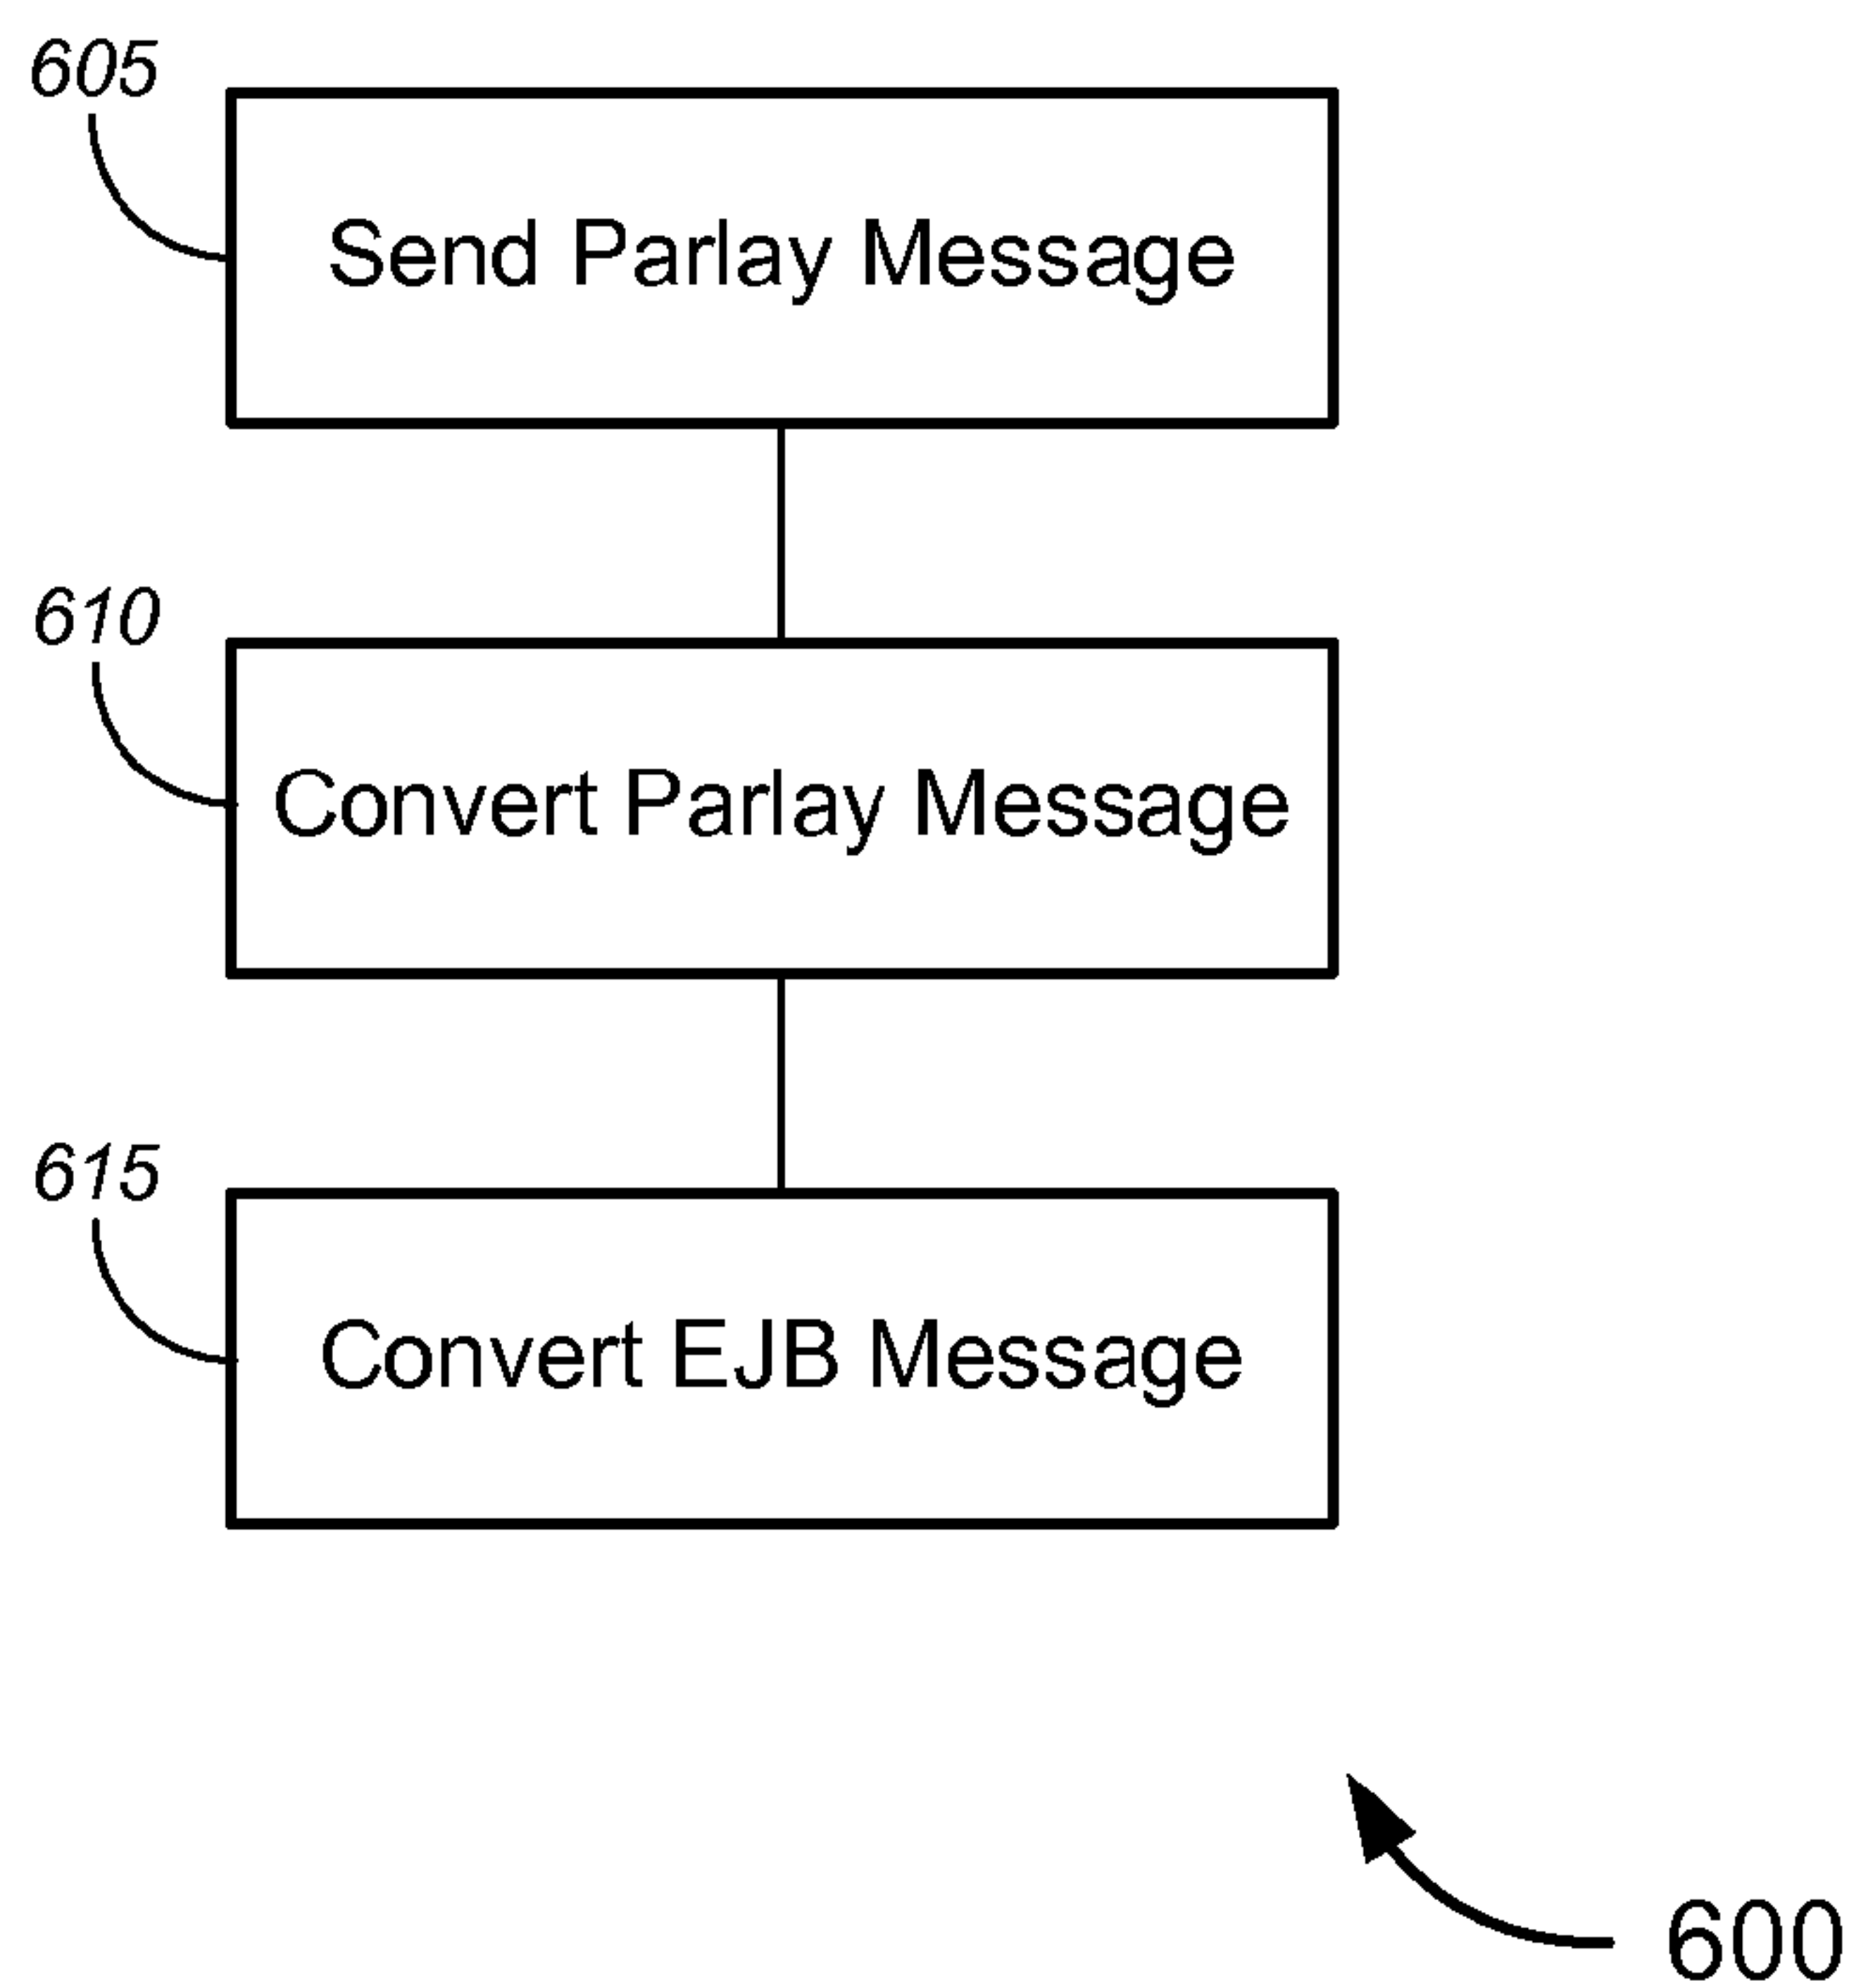 605
Send Parlay Message
610
Convert Parlay Message
615
Convert EJB Message
600